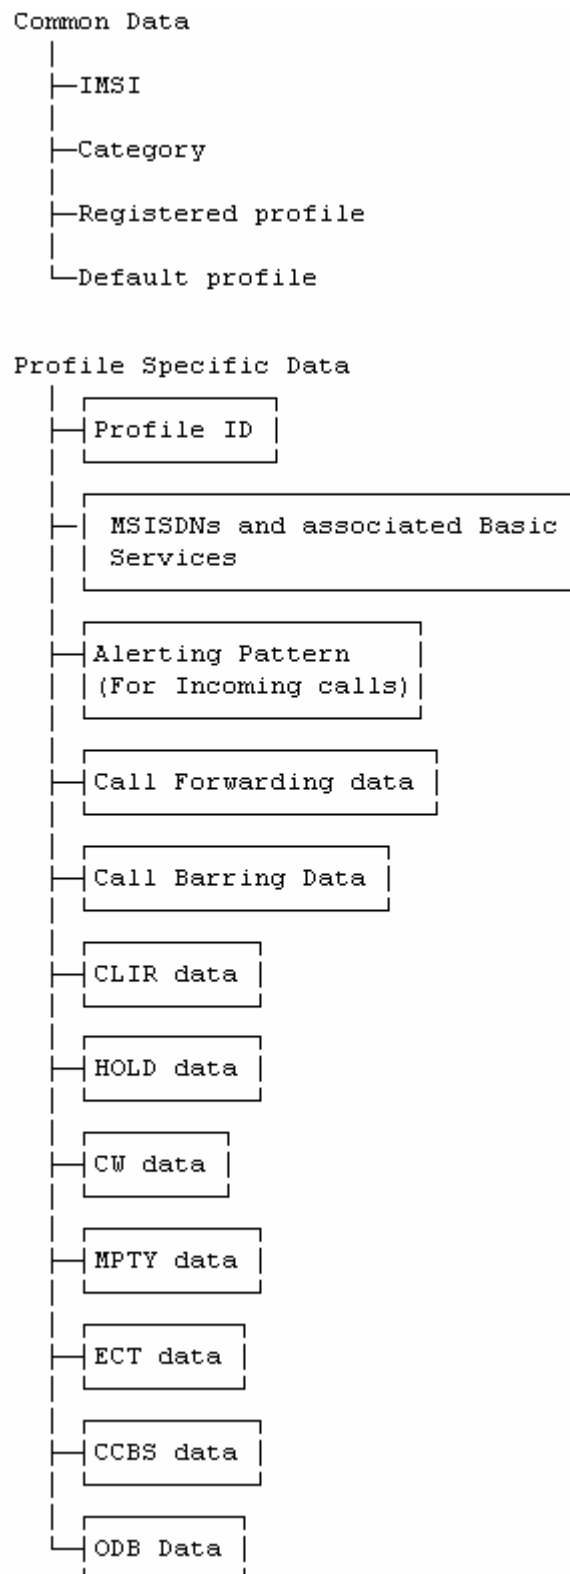 Common Data
IMSI
Category
Registered profile
Default profile
Profile Specific Data
Profile ID
MSISDNs and associated Basic
Services
Alerting Pattern
(For Incoming calls)
Call Forwarding data
Call Barring Data
CLIR data
HOLD data
CW data
MPTY data
ECT data
CCBS data
ODB Data